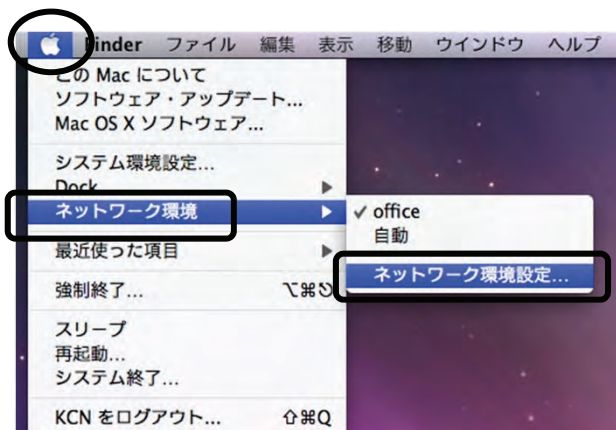 Finder ファイル 編集 表示 移動 ウインドウ ヘルプ
この Mac について
ソフトウェア・アップデート...
Mac OS X ソフトウェア...
システム環境設定...
Dock
ネットワーク環境
✓ office
自動
ネットワーク環境設定...
最近使った項目
強制終了... ⌥⌘⎋
スリープ
再起動...
システム終了...
KCN をログアウト... ⇧⌘Q